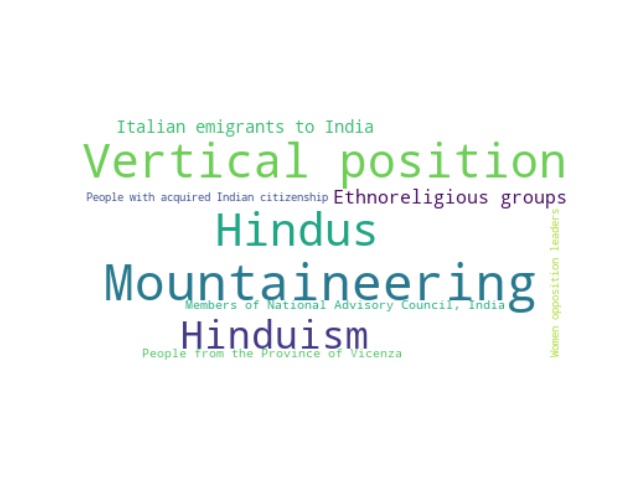 Italian emigrants to India
Vertical position
People with acquired Indian citizenship
Ethnoreligious groups
Hindus
Women opposition leaders
Mountaineering
Members of National Advisory Council, India
Hinduism
People from the Province of Vicenza